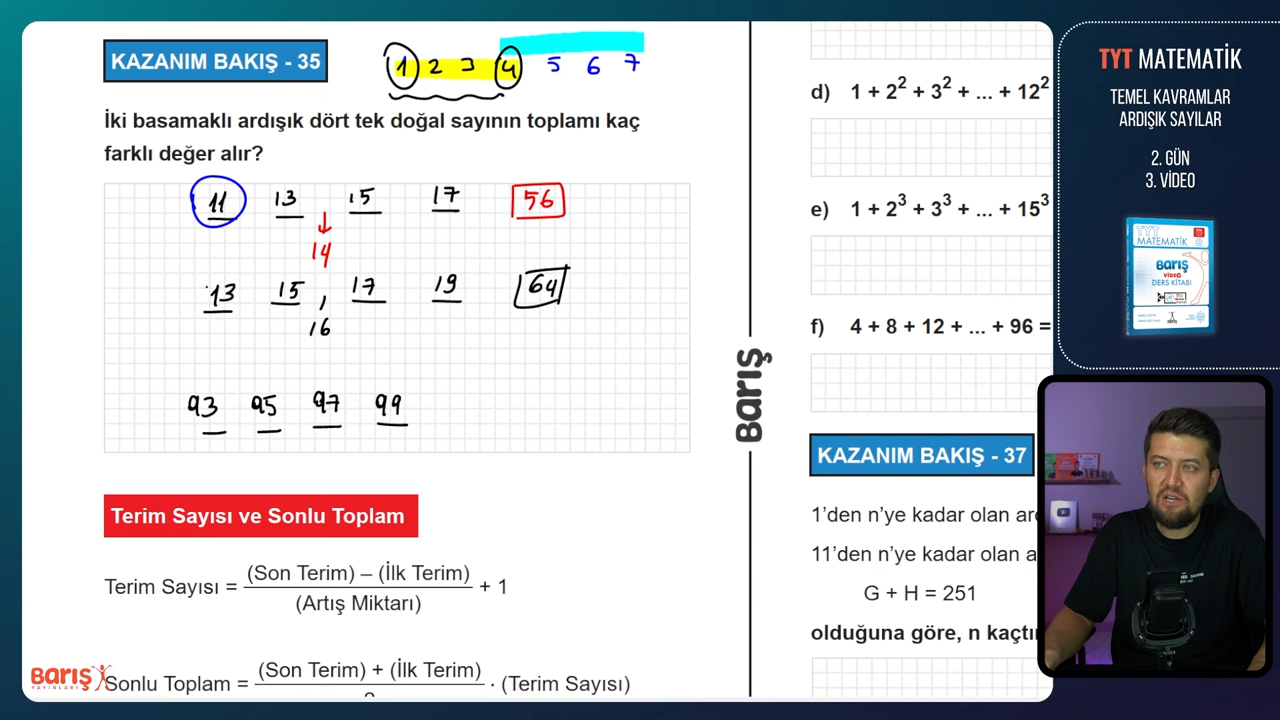 KAZANIM BAKIŞ - 35
1 2 3 4 5 6 7
İki basamaklı ardışık dört tek doğal sayının toplamı kaç
farklı değer alır?
11 13 15 17 56
14
13 15 17 19 64
16
93 95 97 99
Terim Sayısı ve Sonlu Toplam
Terim Sayısı = (Son Terim) – (İlk Terim) + 1
(Artış Miktarı)
Sonlu Toplam = (Son Terim) + (İlk Terim) · (Terim Sayısı)
2
BARIŞ
YAYINLARI
BARIŞ
d) 1 + 2² + 3² + ... + 12²
e) 1 + 2³ + 3³ + ... + 15³
f) 4 + 8 + 12 + ... + 96 =
KAZANIM BAKIŞ - 37
1'den n'ye kadar olan
11'den n'ye kadar olan
G + H = 251
olduğuna göre, n
TYT MATEMATİK
TEMEL KAVRAMLAR
ARDIŞIK SAYILAR
2. GÜN
3. VİDEO
TYT
MATEMATİK
BARIŞ
VİDEO
DERS KİTABI